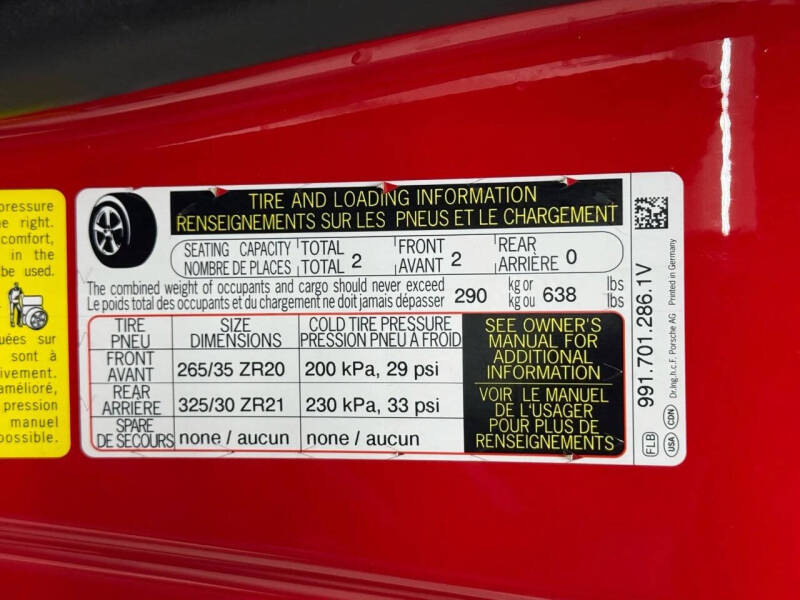 pressure
e right.
comfort,
in the
be used.
uées sur
sont à
ivement.
amélioré,
pression
manuel
possible.
TIRE AND LOADING INFORMATION
RENSEIGNEMENTS SUR LES PNEUS ET LE CHARGEMENT
SEATING CAPACITY TOTAL FRONT REAR
NOMBRE DE PLACES TOTAL 2 AVANT 2 ARRIÈRE 0
The combined weight of occupants and cargo should never exceed 290 kg or 638 lbs
Le poids total des occupants et du chargement ne doit jamais dépasser kg ou lbs
TIRE SIZE COLD TIRE PRESSURE
PNEU DIMENSIONS PRESSION PNEU A FROID
FRONT
AVANT 265/35 ZR20 200 kPa, 29 psi
REAR
ARRIÈRE 325/30 ZR21 230 kPa, 33 psi
SPARE
DE SECOURS none / aucun none / aucun
SEE OWNER'S
MANUAL FOR
ADDITIONAL
INFORMATION
VOIR LE MANUEL
DE L'USAGER
POUR PLUS DE
RENSEIGNEMENTS
991.701.286.1V
Dr.Ing.h.c.F. Porsche AG Printed in Germany
FLB USA CDN